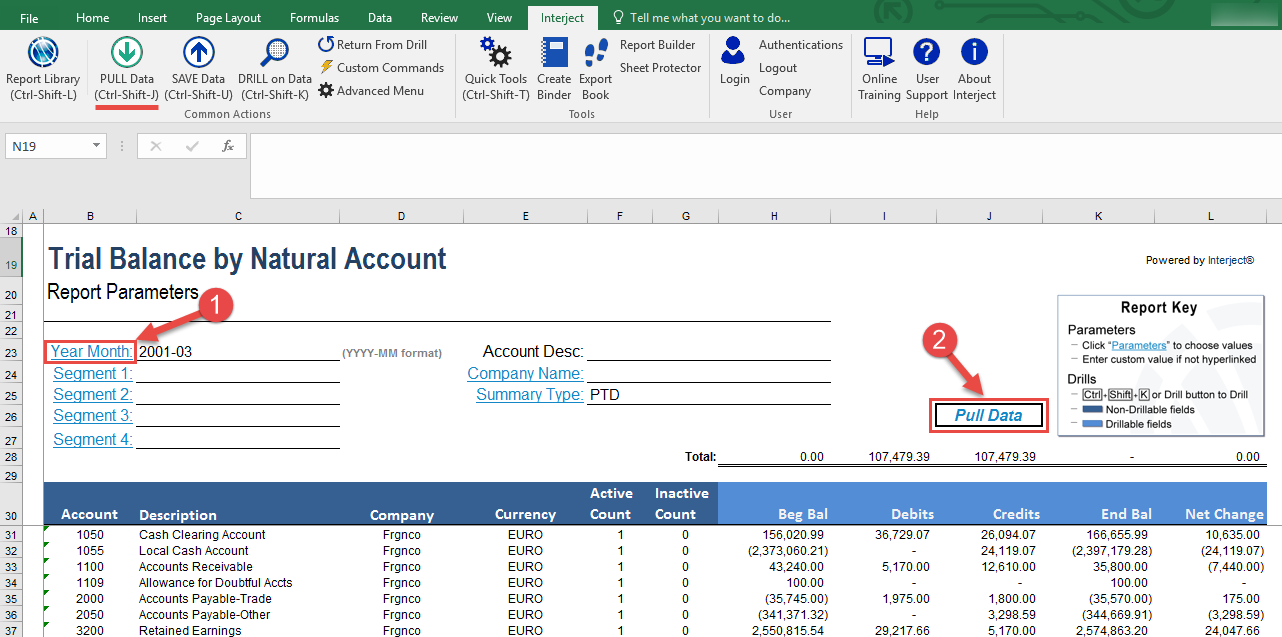 File Home Insert Page Layout Formulas Data Review View Interject Tell me what you want to do...
Report Library (Ctrl-Shift-L)
PULL Data (Ctrl-Shift-J)
SAVE Data (Ctrl-Shift-U)
DRILL on Data (Ctrl-Shift-K)
Return From Drill
Custom Commands
Advanced Menu
Common Actions
Quick Tools (Ctrl-Shift-T)
Create Binder
Export Book
Report Builder
Sheet Protector
Tools
Login
Authentications
Logout
Company
User
Online Training
User Support
About Interject
Help
N19 fx
A B C D E F G H I J K L
18
19 Trial Balance by Natural Account Powered by Interject®
20 Report Parameters
21
1
22
23 Year Month: 2001-03 (YYYY-MM format) Account Desc:
24 Segment 1: Company Name:
25 Segment 2: Summary Type: PTD
26 Segment 3:
27 Segment 4:
2
Pull Data
Report Key
Parameters
– Click “Parameters” to choose values
– Enter custom value if not hyperlinked
Drills
– Ctrl+Shift+K or Drill button to Drill
– Non-Drillable fields
– Drillable fields
28 Total: 0.00 107,479.39 107,479.39 - 0.00
29
30 Account Description Company Currency Active Count Inactive Count Beg Bal Debits Credits End Bal Net Change
31 1050 Cash Clearing Account Frgnco EURO 1 0 156,020.99 36,729.07 26,094.07 166,655.99 10,635.00
32 1055 Local Cash Account Frgnco EURO 1 0 (2,373,060.21) - 24,119.07 (2,397,179.28) (24,119.07)
33 1100 Accounts Receivable Frgnco EURO 1 0 43,240.00 5,170.00 12,610.00 35,800.00 (7,440.00)
34 1109 Allowance for Doubtful Accts Frgnco EURO 1 0 100.00 - - 100.00 -
35 2000 Accounts Payable-Trade Frgnco EURO 1 0 (35,745.00) 1,975.00 1,800.00 (35,570.00) 175.00
36 2050 Accounts Payable-Other Frgnco EURO 1 0 (341,371.32) - 3,298.59 (344,669.91) (3,298.59)
37 3200 Retained Earnings Frgnco EURO 1 0 2,550,815.54 29,217.66 5,170.00 2,574,863.20 24,047.66